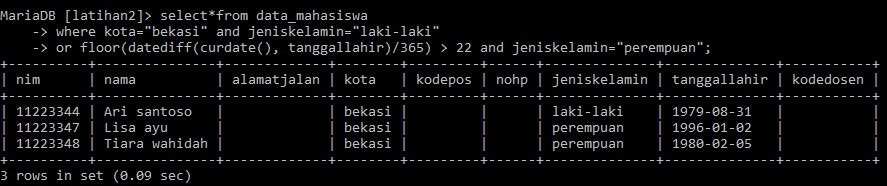 MariaDB [latihan2]> select*from data_mahasiswa
    -> where kota="bekasi" and jeniskelamin="laki-laki"
    -> or floor(datediff(curdate(), tanggallahir)/365) > 22 and jeniskelamin="perempuan";
+----------+---------------+-------------+--------+---------+------+--------------+--------------+-----------+
| nim      | nama          | alamatjalan | kota   | kodepos | nohp | jeniskelamin | tanggallahir | kodedosen |
+----------+---------------+-------------+--------+---------+------+--------------+--------------+-----------+
| 11223344 | Ari santoso   |             | bekasi |         |      | laki-laki    | 1979-08-31   |           |
| 11223347 | Lisa ayu      |             | bekasi |         |      | perempuan    | 1996-01-02   |           |
| 11223348 | Tiara wahidah |             | bekasi |         |      | perempuan    | 1980-02-05   |           |
+----------+---------------+-------------+--------+---------+------+--------------+--------------+-----------+
3 rows in set (0.09 sec)